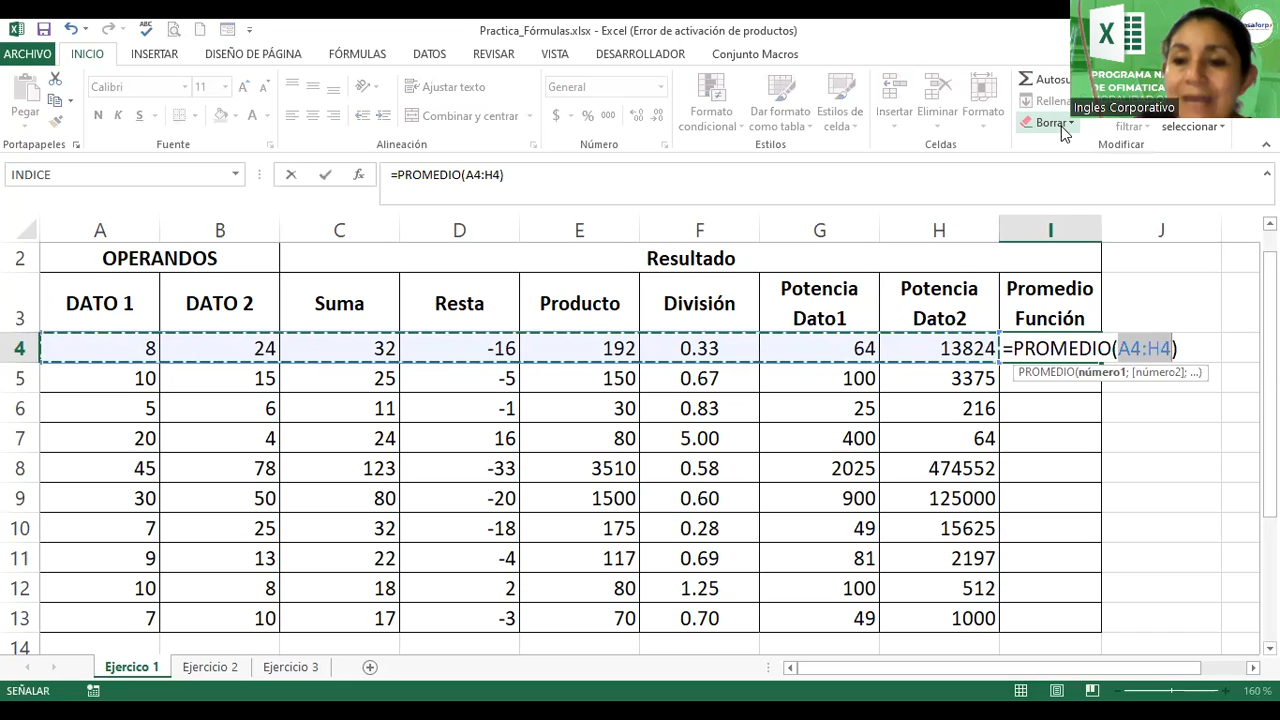 Practica_Fórmulas.xlsx - Excel (Error de activación de productos)
ARCHIVO INICIO INSERTAR DISEÑO DE PÁGINA FÓRMULAS DATOS REVISAR VISTA DESARROLLADOR Conjunto Macros
Pegar
Portapapeles
Calibri 11
N K S
Fuente
Ajustar texto
Combinar y centrar
Alineación
General
$ % 000
Número
Formato condicional
Dar formato como tabla
Estilos de celda
Estilos
Insertar Eliminar Formato
Celdas
Borrar
filtrar seleccionar
Modificar
PROGRAMA
DE OFIMATICA
Ingles Corporativo
INDICE
fx
=PROMEDIO(A4:H4)
A B C D E F G H I J
2 OPERANDOS Resultado
3 DATO 1 DATO 2 Suma Resta Producto División Potencia Dato1 Potencia Dato2 Promedio Función
4 8 24 32 -16 192 0.33 64 13824 =PROMEDIO(A4:H4)
PROMEDIO(número1; [número2]; ...)
5 10 15 25 -5 150 0.67 100 3375
6 5 6 11 -1 30 0.83 25 216
7 20 4 24 16 80 5.00 400 64
8 45 78 123 -33 3510 0.58 2025 474552
9 30 50 80 -20 1500 0.60 900 125000
10 7 25 32 -18 175 0.28 49 15625
11 9 13 22 -4 117 0.69 81 2197
12 10 8 18 2 80 1.25 100 512
13 7 10 17 -3 70 0.70 49 1000
14
Ejercico 1 Ejercicio 2 Ejercicio 3
SEÑALAR
160 %